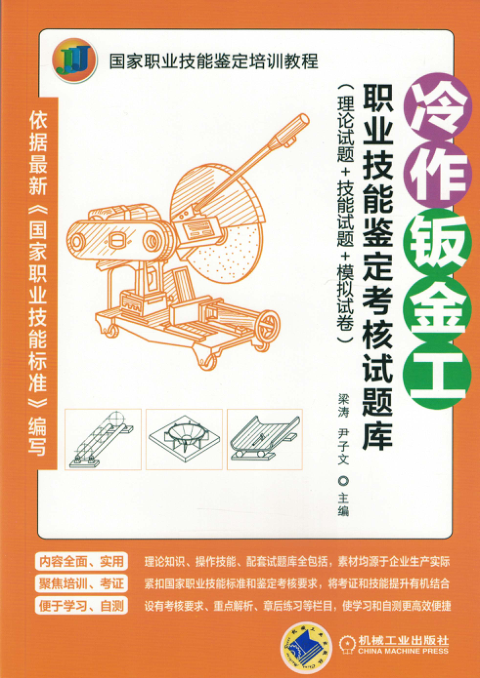 国家职业技能鉴定培训教程
冷作钣金工
职业技能鉴定考核试题库
（理论试题+技能试题+模拟试卷）
依据最新《国家职业技能标准》编写
梁涛 尹子文 ◎ 主编
内容全面、实用
理论知识、操作技能、配套试题库全包括，素材均源于企业生产实际
聚焦培训、考证
紧扣国家职业技能标准和鉴定考核要求，将考证和技能提升有机结合
便于学习、自测
设有考核要求、重点解析、章后练习等栏目，使学习和自测更高效便捷
机械工业出版社
CHINA MACHINE PRESS